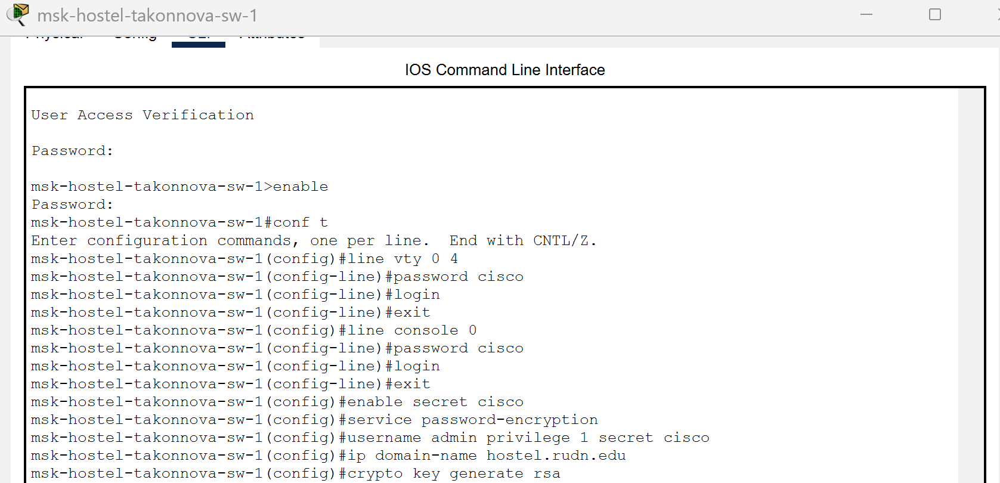 msk-hostel-takonnova-sw-1
Physical Config CLI Attributes
IOS Command Line Interface
User Access Verification
Password:
msk-hostel-takonnova-sw-1>enable
Password:
msk-hostel-takonnova-sw-1#conf t
Enter configuration commands, one per line.  End with CNTL/Z.
msk-hostel-takonnova-sw-1(config)#line vty 0 4
msk-hostel-takonnova-sw-1(config-line)#password cisco
msk-hostel-takonnova-sw-1(config-line)#login
msk-hostel-takonnova-sw-1(config-line)#exit
msk-hostel-takonnova-sw-1(config)#line console 0
msk-hostel-takonnova-sw-1(config-line)#password cisco
msk-hostel-takonnova-sw-1(config-line)#login
msk-hostel-takonnova-sw-1(config-line)#exit
msk-hostel-takonnova-sw-1(config)#enable secret cisco
msk-hostel-takonnova-sw-1(config)#service password-encryption
msk-hostel-takonnova-sw-1(config)#username admin privilege 1 secret cisco
msk-hostel-takonnova-sw-1(config)#ip domain-name hostel.rudn.edu
msk-hostel-takonnova-sw-1(config)#crypto key generate rsa